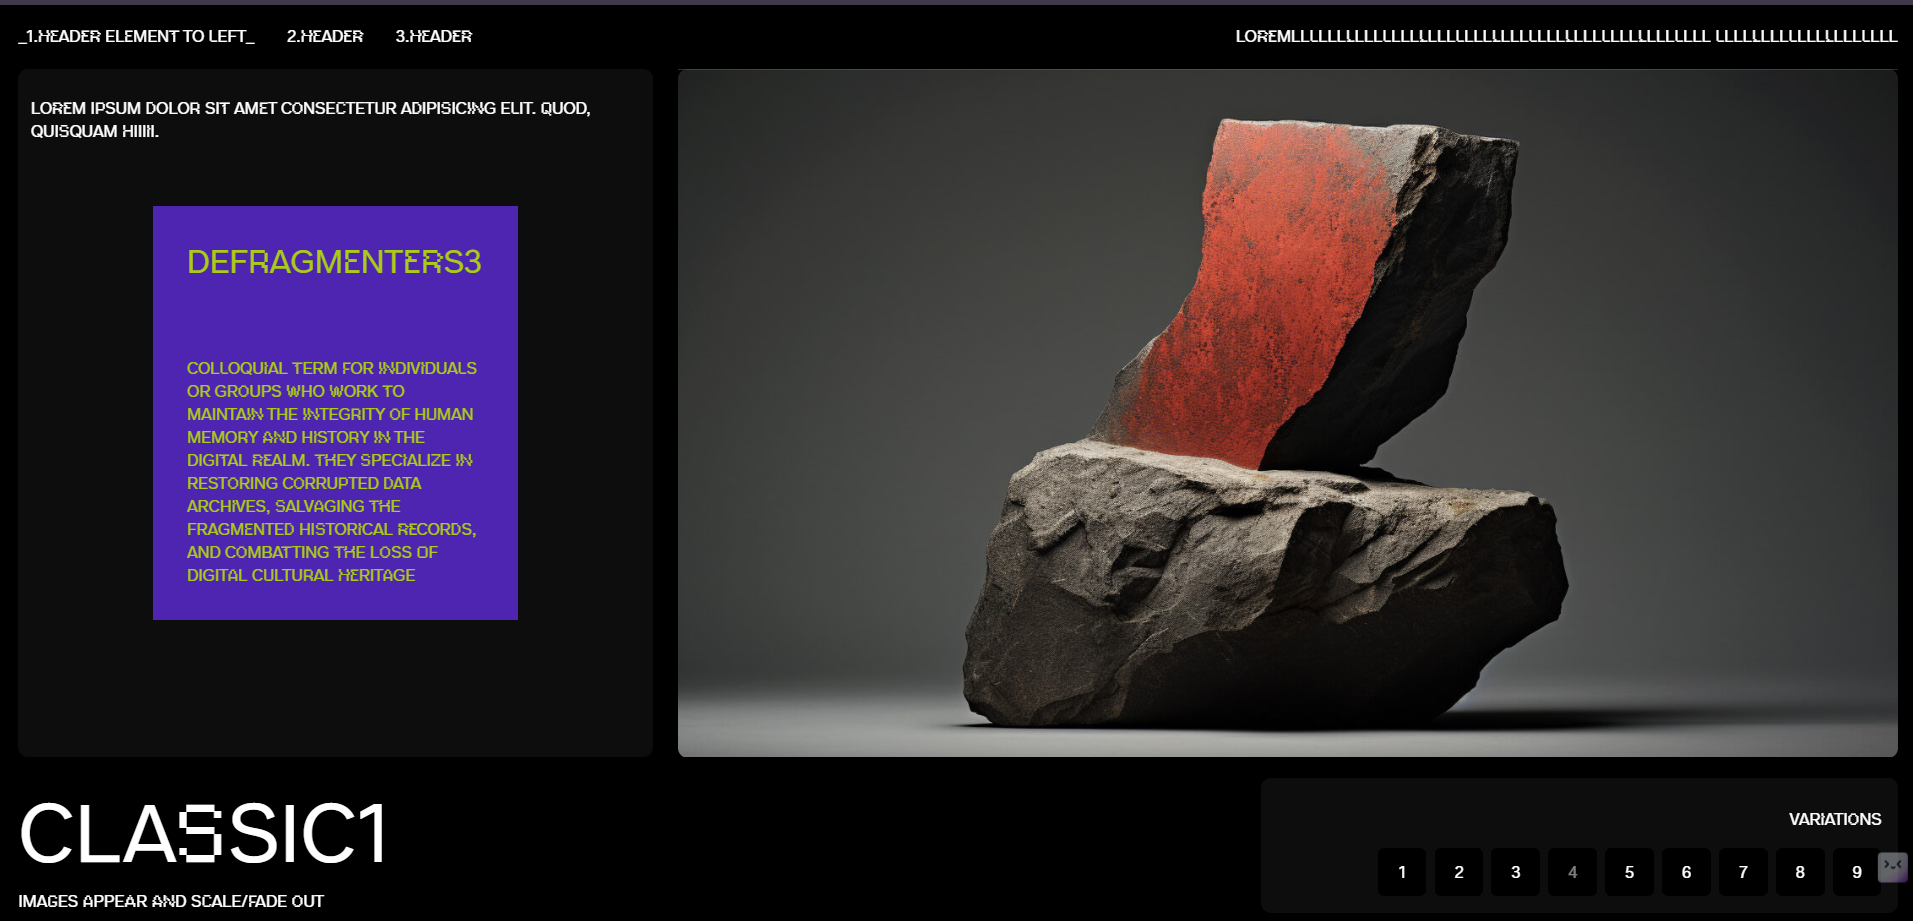 _1.HEADER ELEMENT TO LEFT_ 2.HEADER 3.HEADER
LOREM IPSUM DOLOR SIT AMET CONSECTETUR ADIPISICING ELIT. QUOD,
QUISQUAM HIIIII.
DEFRAGMENTERS3
COLLOQUIAL TERM FOR INDIVIDUALS
OR GROUPS WHO WORK TO
MAINTAIN THE INTEGRITY OF HUMAN
MEMORY AND HISTORY IN THE
DIGITAL REALM. THEY SPECIALIZE IN
RESTORING CORRUPTED DATA
ARCHIVES, SALVAGING THE
FRAGMENTED HISTORICAL RECORDS,
AND COMBATTING THE LOSS OF
DIGITAL CULTURAL HERITAGE
CLASSIC1
IMAGES APPEAR AND SCALE/FADE OUT
VARIATIONS
1 2 3 4 5 6 7 8 9